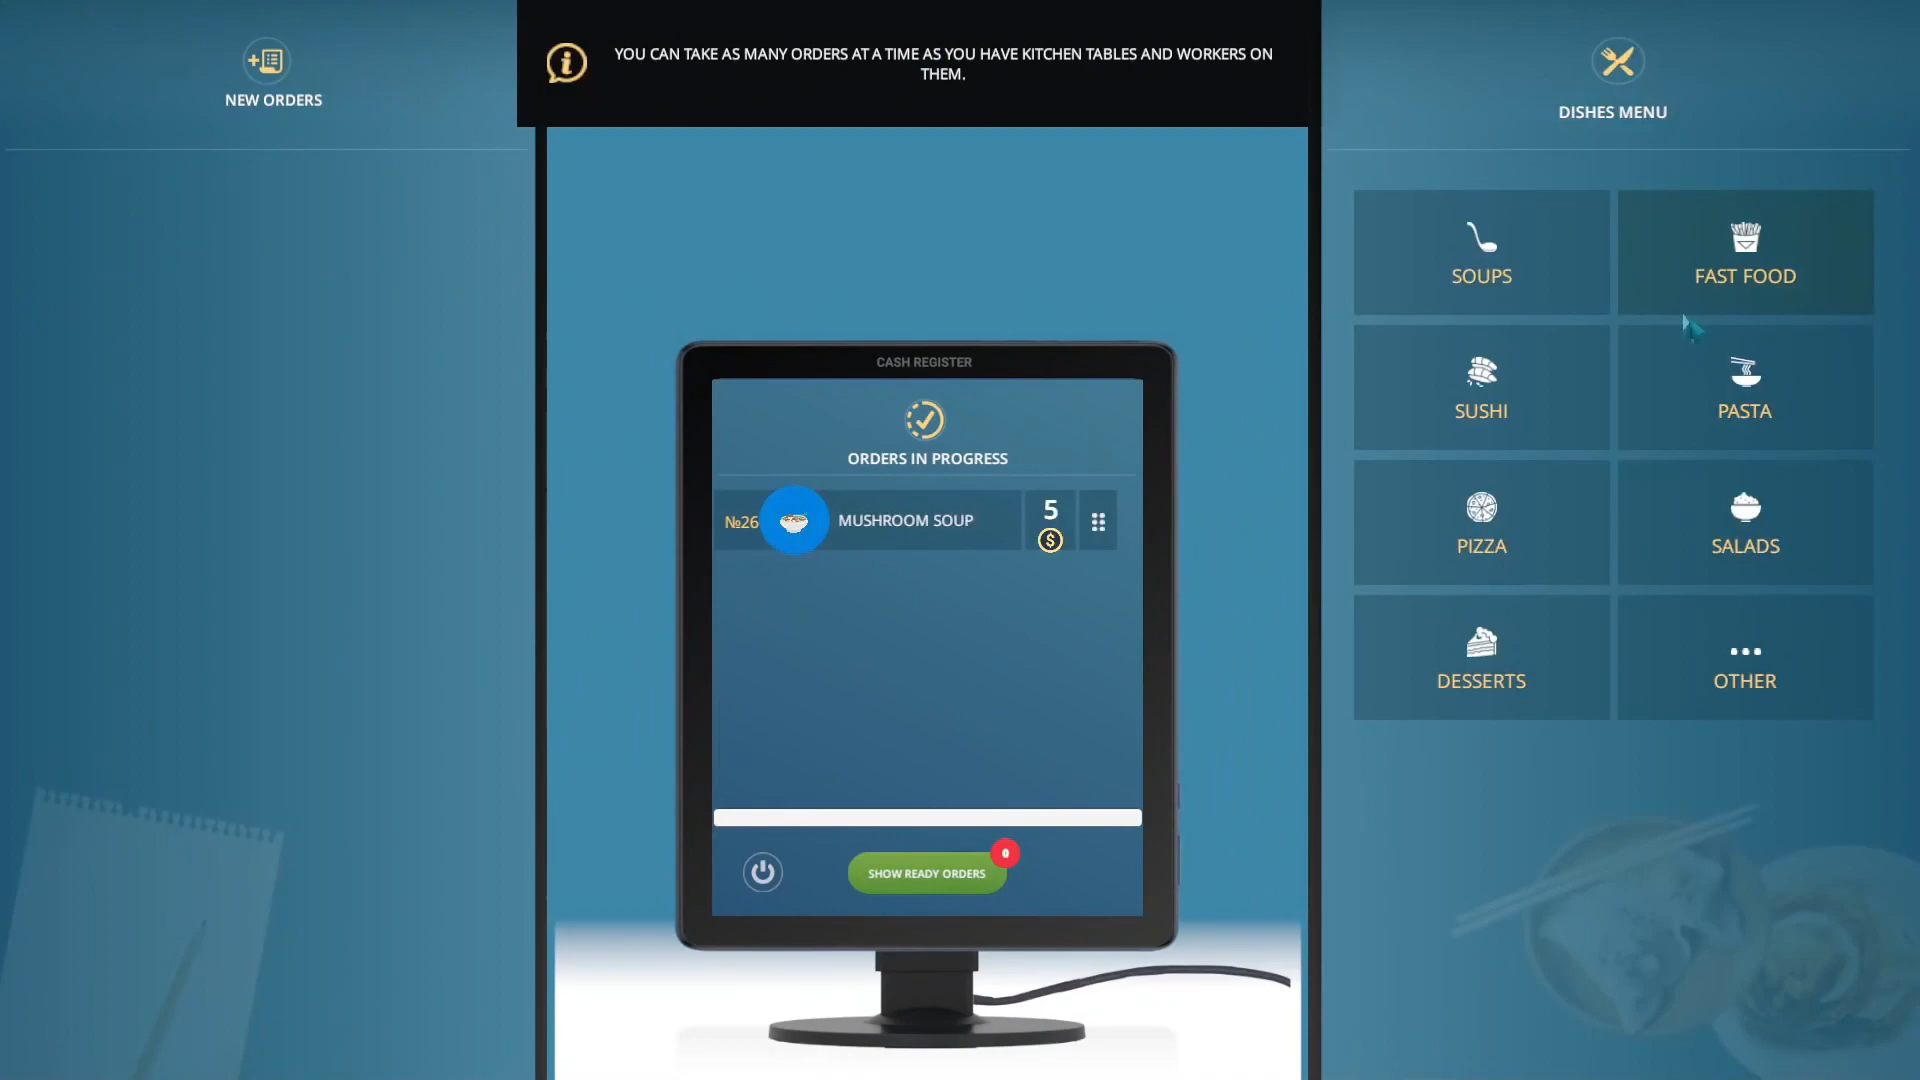 NEW ORDERS
YOU CAN TAKE AS MANY ORDERS AT A TIME AS YOU HAVE KITCHEN TABLES AND WORKERS ON
THEM.
DISHES MENU
SOUPS
FAST FOOD
SUSHI
PASTA
PIZZA
SALADS
DESSERTS
OTHER
CASH REGISTER
ORDERS IN PROGRESS
№26 MUSHROOM SOUP 5
$
0
SHOW READY ORDERS